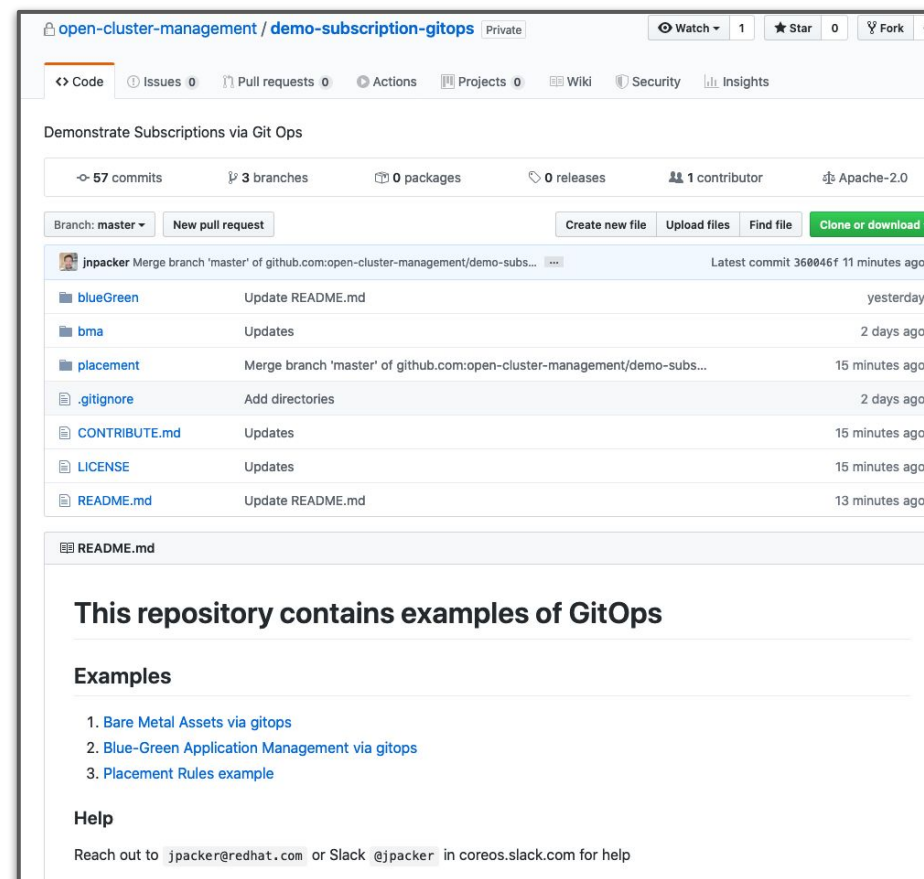 open-cluster-management / demo-subscription-gitops Private Watch 1 Star 0 Fork
Code Issues 0 Pull requests 0 Actions Projects 0 Wiki Security Insights
Demonstrate Subscriptions via Git Ops
57 commits 3 branches 0 packages 0 releases 1 contributor Apache-2.0
Branch: master New pull request Create new file Upload files Find file Clone or download
jnpacker Merge branch 'master' of github.com:open-cluster-management/demo-subs... ... Latest commit 360046f 11 minutes ago
blueGreen Update README.md yesterday
bma Updates 2 days ago
placement Merge branch 'master' of github.com:open-cluster-management/demo-subs... 15 minutes ago
.gitignore Add directories 2 days ago
CONTRIBUTE.md Updates 15 minutes ago
LICENSE Updates 15 minutes ago
README.md Update README.md 13 minutes ago
README.md
This repository contains examples of GitOps
Examples
1. Bare Metal Assets via gitops
2. Blue-Green Application Management via gitops
3. Placement Rules example
Help
Reach out to jpacker@redhat.com or Slack @jpacker in coreos.slack.com for help